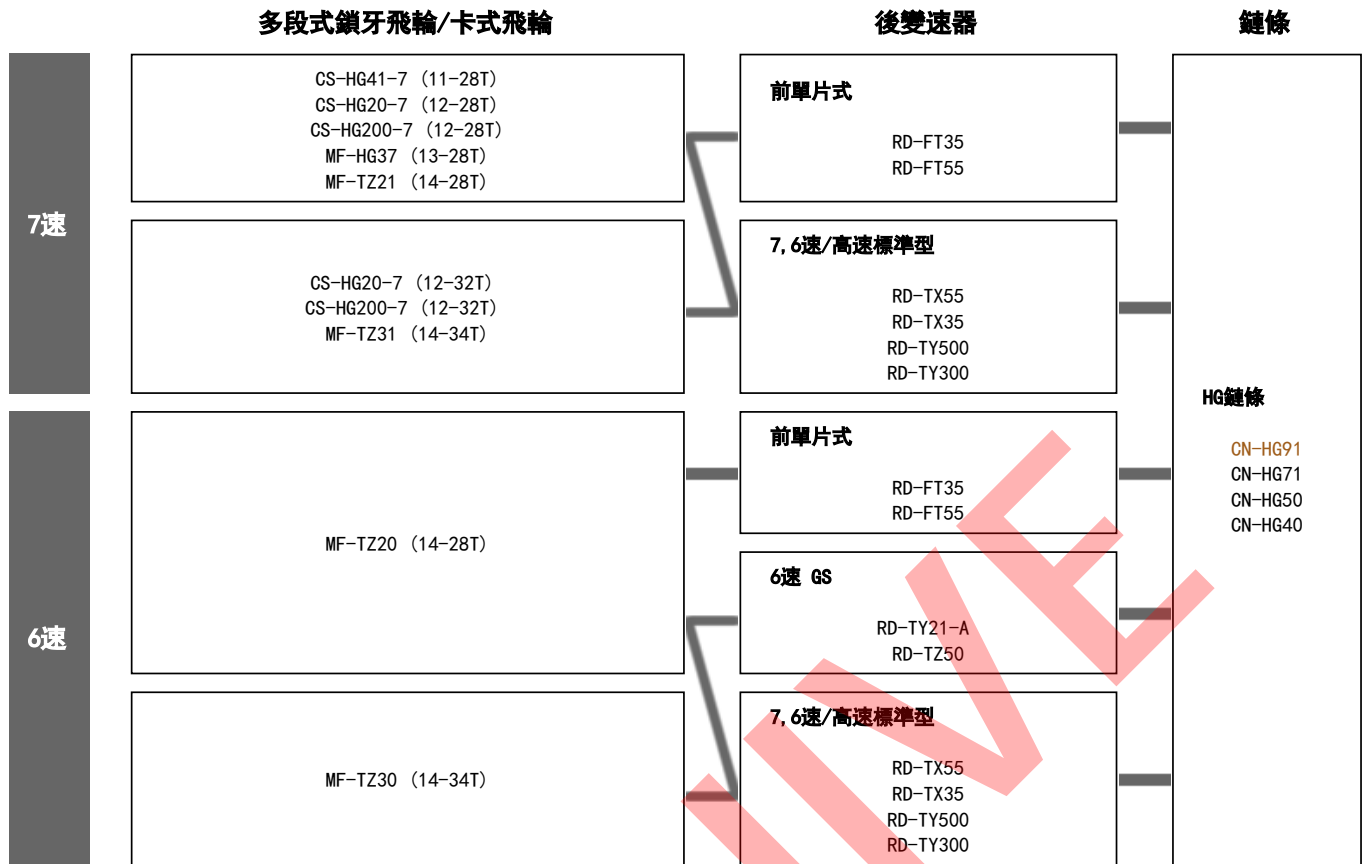 多段式鎖牙飛輪/卡式飛輪
後變速器
鏈條
7速
CS-HG41-7 (11-28T)
CS-HG20-7 (12-28T)
CS-HG200-7 (12-28T)
MF-HG37 (13-28T)
MF-TZ21 (14-28T)
前單片式
RD-FT35
RD-FT55
CS-HG20-7 (12-32T)
CS-HG200-7 (12-32T)
MF-TZ31 (14-34T)
7,6速/高速標準型
RD-TX55
RD-TX35
RD-TY500
RD-TY300
6速
MF-TZ20 (14-28T)
前單片式
RD-FT35
RD-FT55
6速 GS
RD-TY21-A
RD-TZ50
MF-TZ30 (14-34T)
7,6速/高速標準型
RD-TX55
RD-TX35
RD-TY500
RD-TY300
HG鏈條
CN-HG91
CN-HG71
CN-HG50
CN-HG40